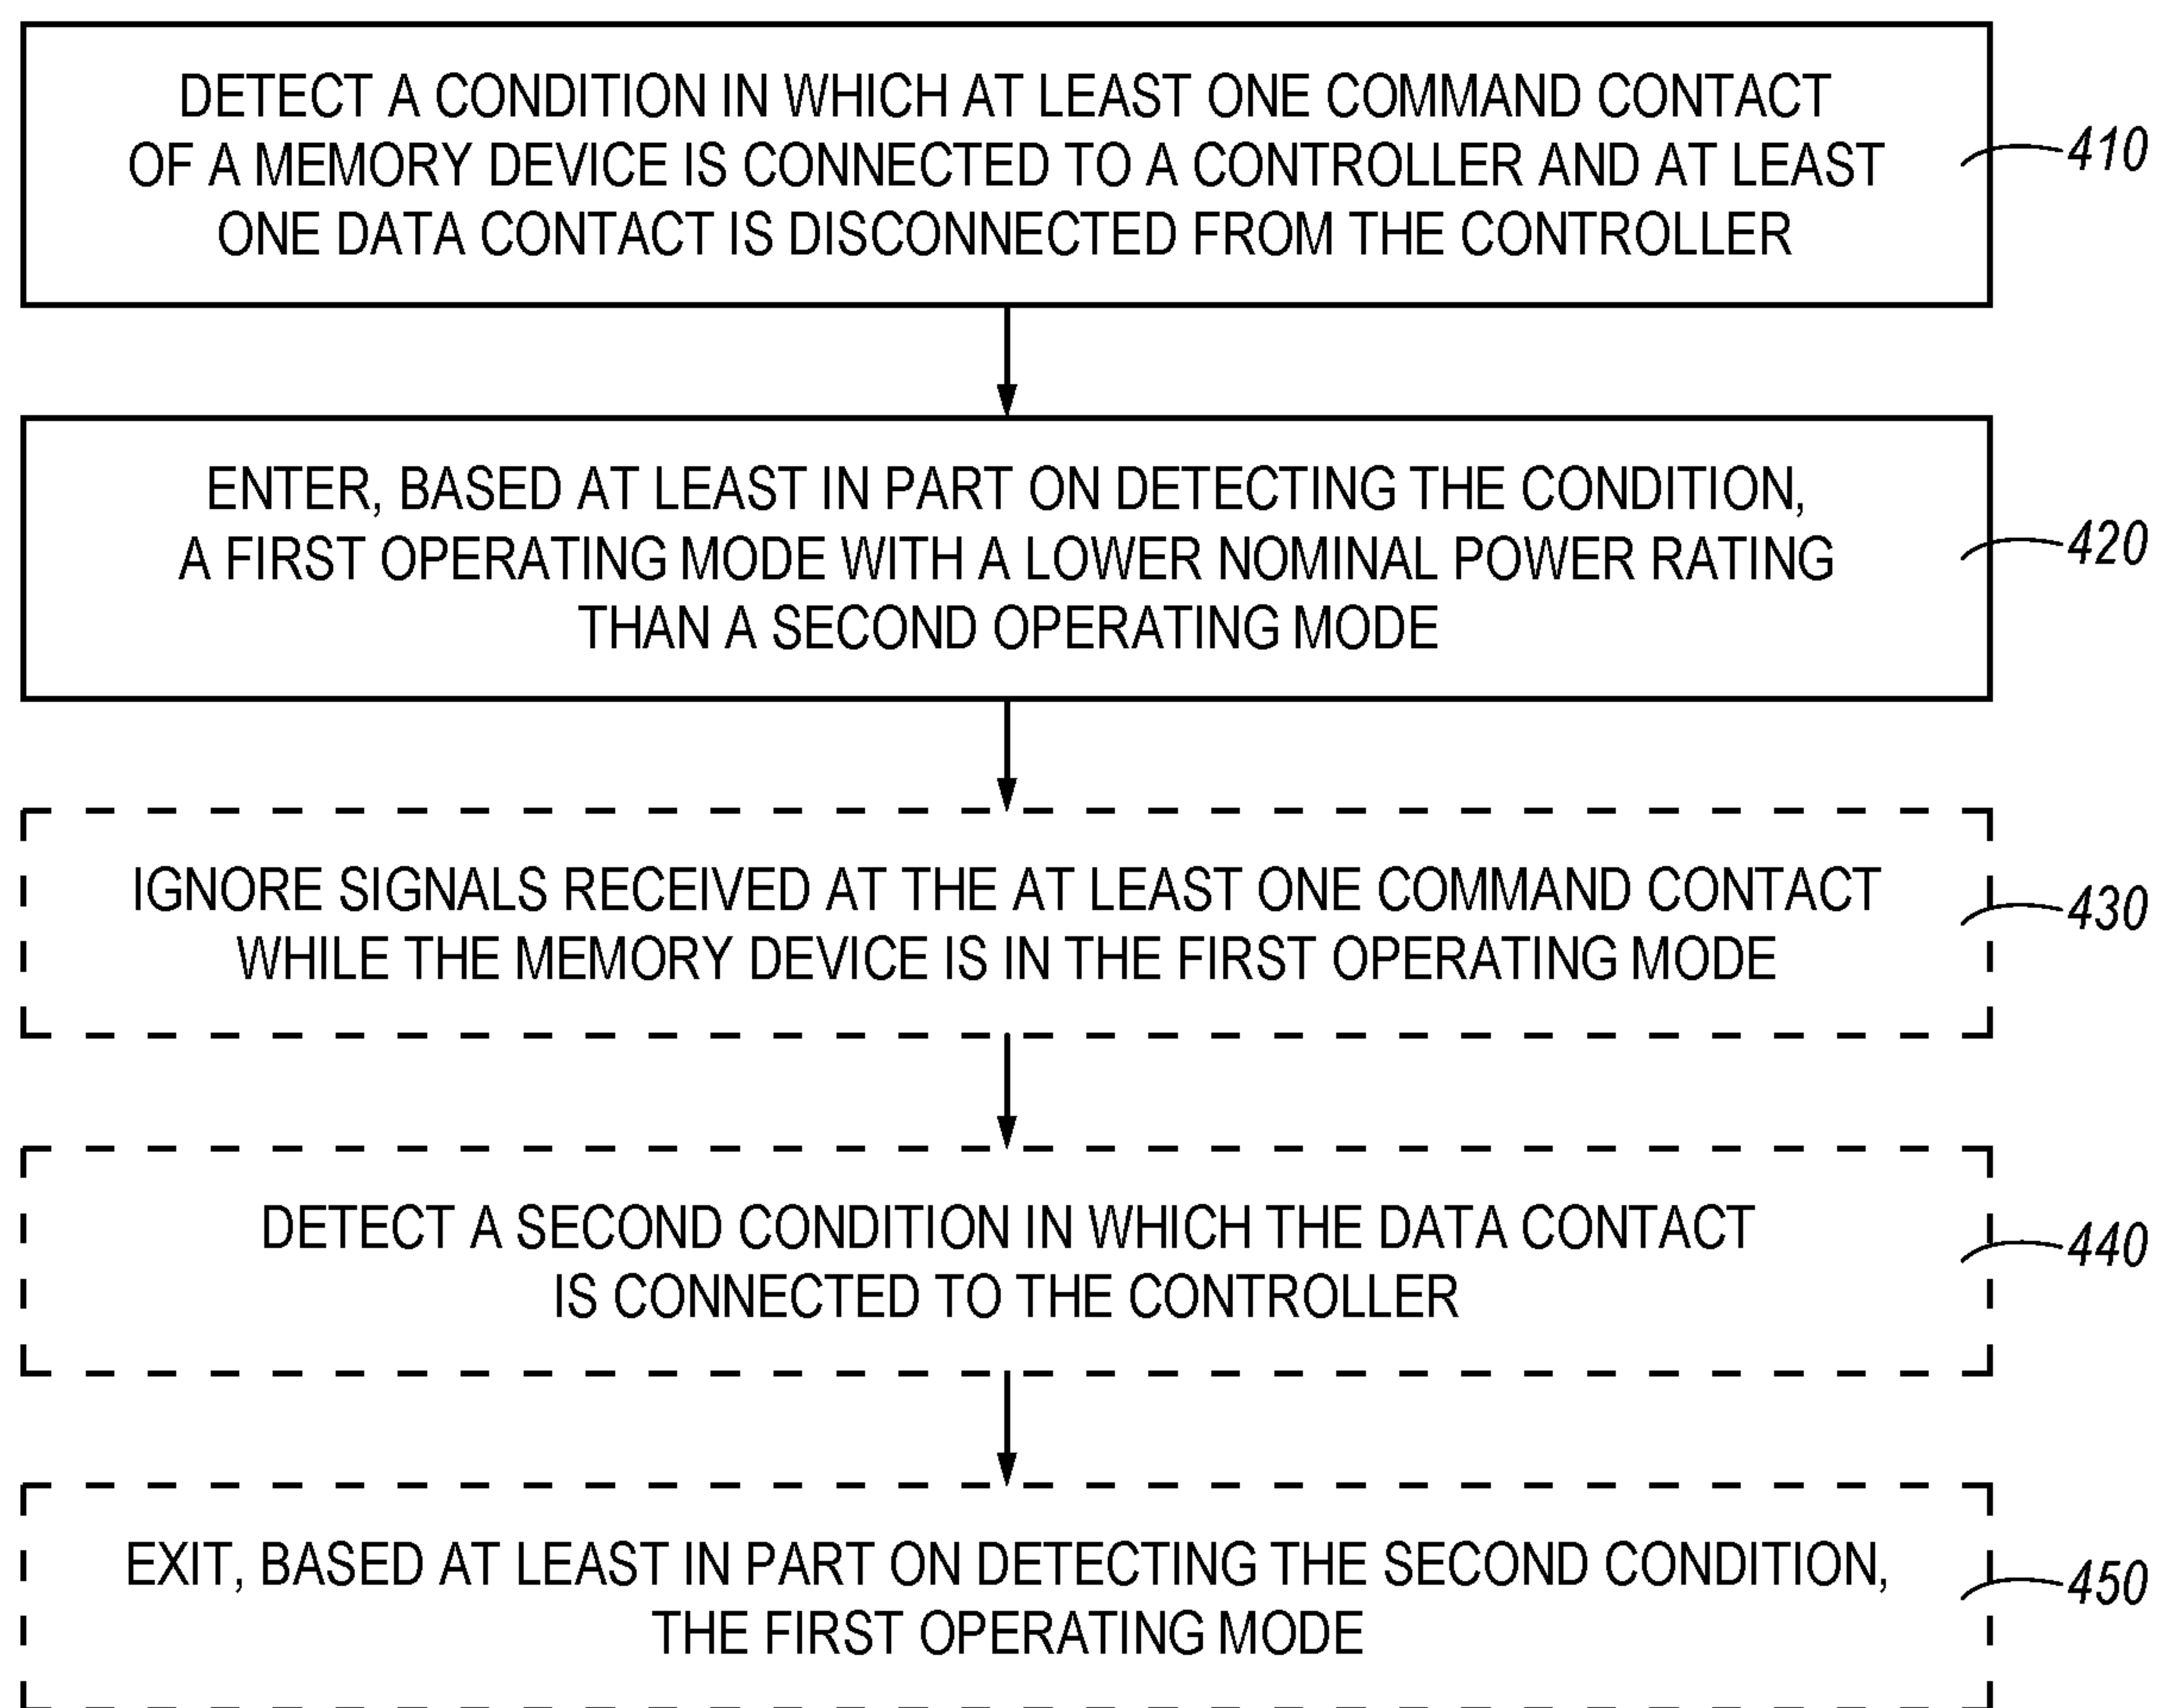 DETECT A CONDITION IN WHICH AT LEAST ONE COMMAND CONTACT
OF A MEMORY DEVICE IS CONNECTED TO A CONTROLLER AND AT LEAST
ONE DATA CONTACT IS DISCONNECTED FROM THE CONTROLLER
410
ENTER, BASED AT LEAST IN PART ON DETECTING THE CONDITION,
A FIRST OPERATING MODE WITH A LOWER NOMINAL POWER RATING
THAN A SECOND OPERATING MODE
420
IGNORE SIGNALS RECEIVED AT THE AT LEAST ONE COMMAND CONTACT
WHILE THE MEMORY DEVICE IS IN THE FIRST OPERATING MODE
430
DETECT A SECOND CONDITION IN WHICH THE DATA CONTACT
IS CONNECTED TO THE CONTROLLER
440
EXIT, BASED AT LEAST IN PART ON DETECTING THE SECOND CONDITION,
THE FIRST OPERATING MODE
450